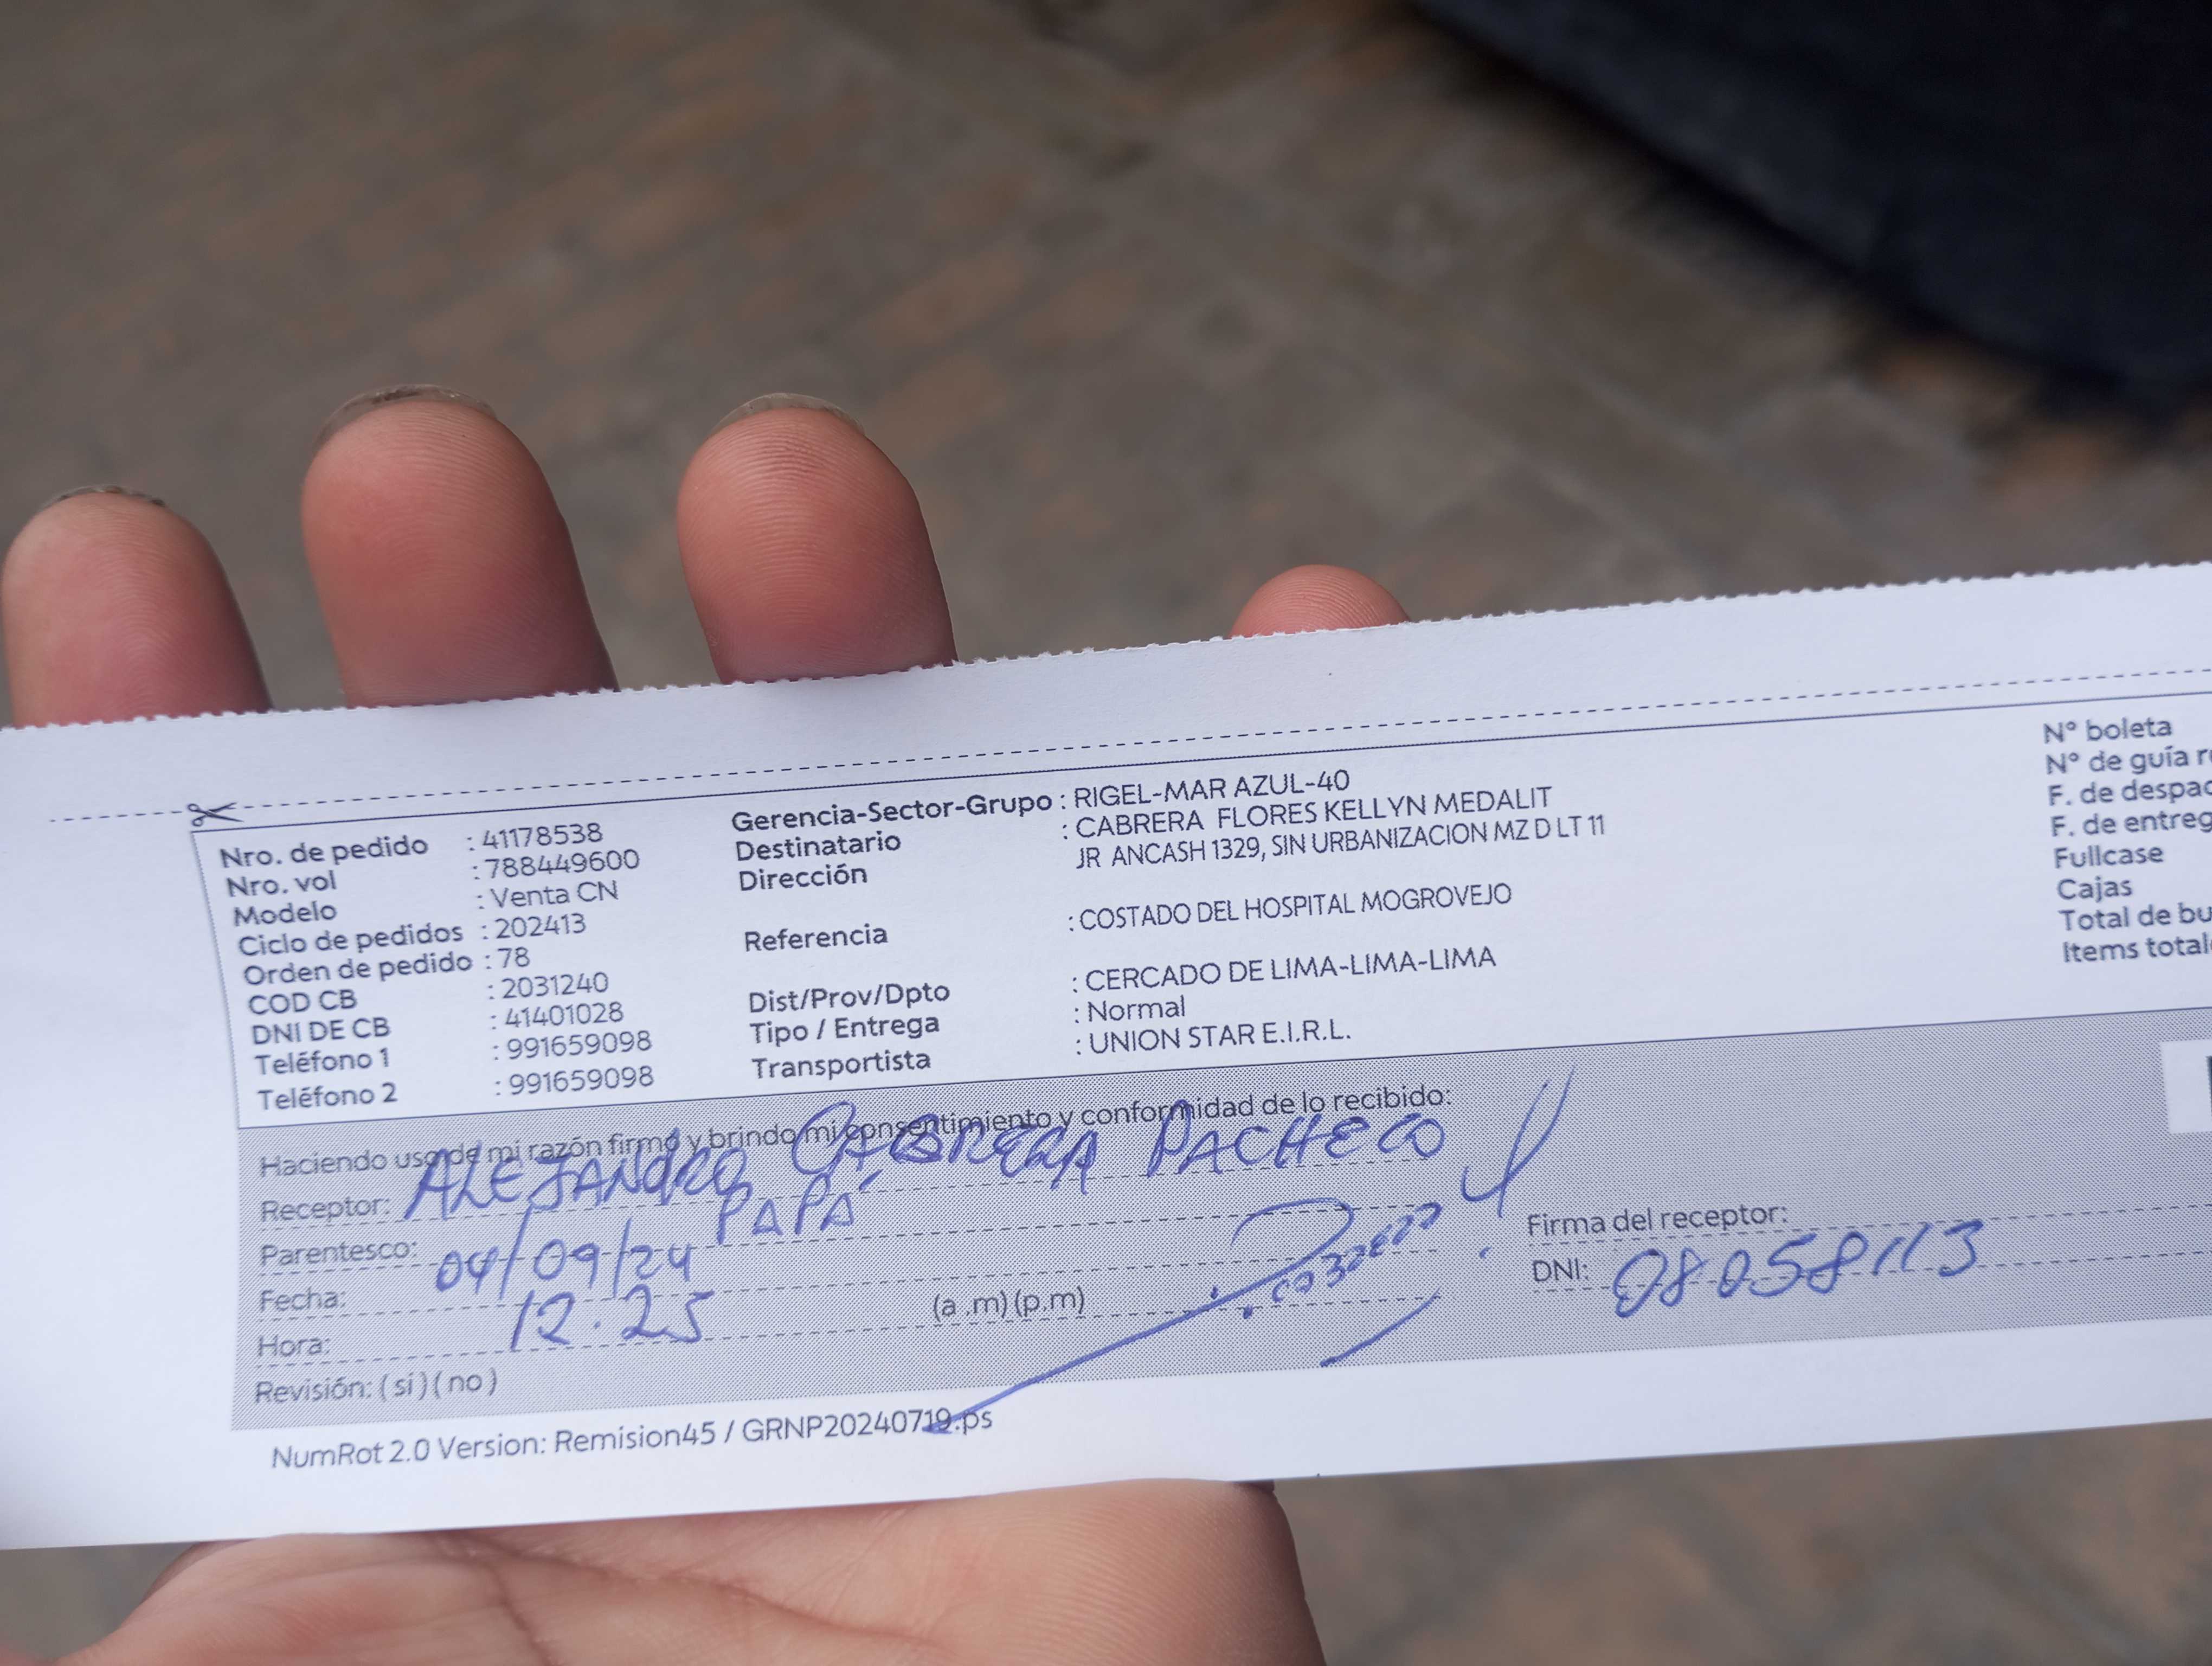 Nro. de pedido : 41178538
Nro. vol : 788449600
Modelo : Venta CN
Ciclo de pedidos : 202413
Orden de pedido : 78
COD CB : 2031240
DNI DE CB : 41401028
Teléfono 1 : 991659098
Teléfono 2 : 991659098
Gerencia-Sector-Grupo : RIGEL-MAR AZUL-40
Destinatario : CABRERA FLORES KELLYN MEDALIT
Dirección JR ANCASH 1329, SIN URBANIZACION MZ D LT 11
Referencia : COSTADO DEL HOSPITAL MOGROVEJO
Dist/Prov/Dpto : CERCADO DE LIMA-LIMA-LIMA
Tipo / Entrega : Normal
Transportista : UNION STAR E.I.R.L.
N° boleta
N° de guía
F. de despac
F. de entreg
Fullcase
Cajas
Total de bu
Items total
Haciendo uso de mi razón firmo y brindo mi consentimiento y conformidad de lo recibido:
Receptor: ALEJANDRO CABRERA PACHECO
Parentesco: PAPÁ
Fecha: 04/09/24
Hora: 12.25 (a .m) (p.m)
Revisión: ( si ) ( no )
Firma del receptor:
DNI: 08058113
NumRot 2.0 Version: Remision45 / GRNP20240719.ps